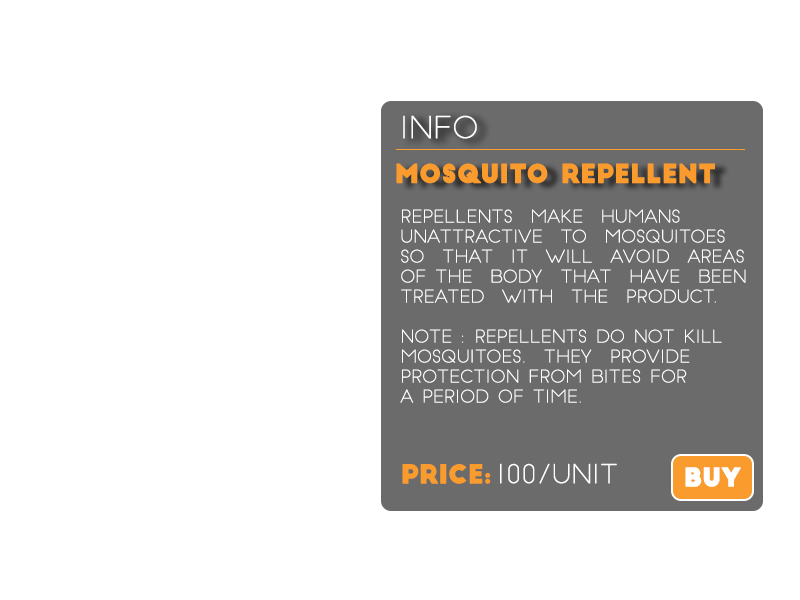 INFO
MOSQUITO REPELLENT
REPELLENTS MAKE HUMANS
UNATTRACTIVE TO MOSQUITOES
SO THAT IT WILL AVOID AREAS
OF THE BODY THAT HAVE BEEN
TREATED WITH THE PRODUCT.
NOTE : REPELLENTS DO NOT KILL
MOSQUITOES. THEY PROVIDE
PROTECTION FROM BITES FOR
A PERIOD OF TIME.
PRICE: 100/UNIT
BUY